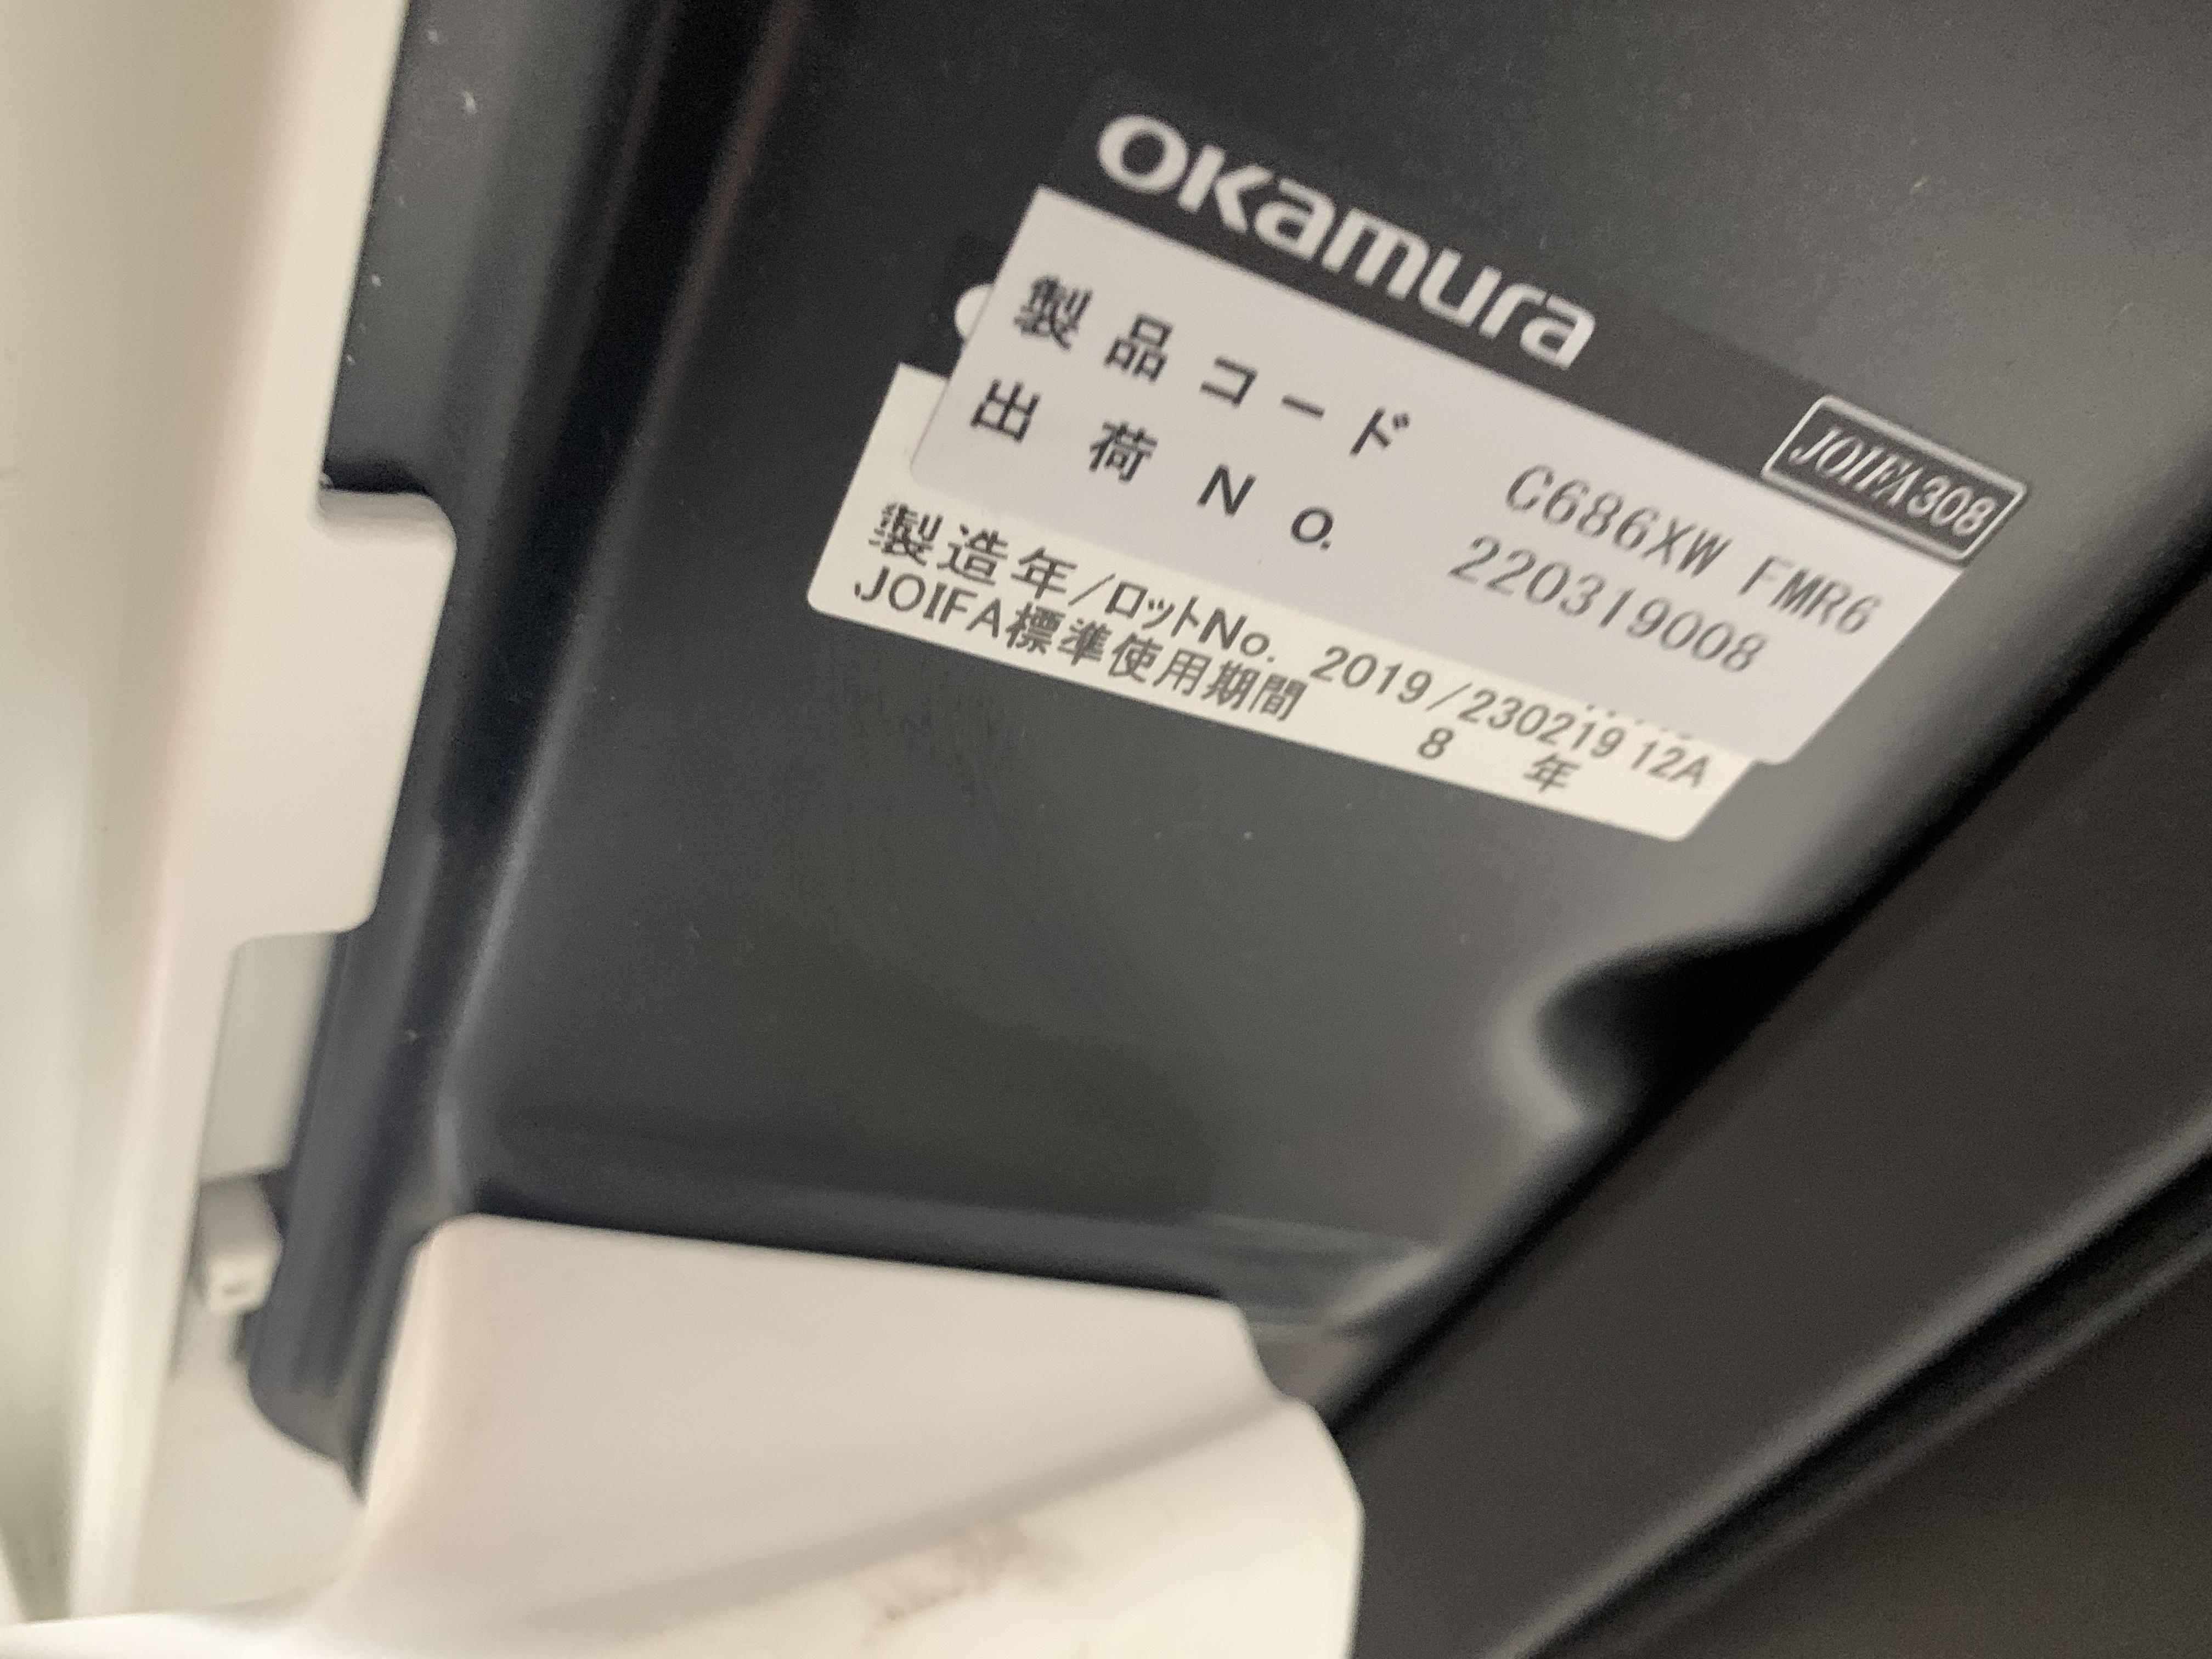 OKamura
JOIFA308
製品コード C686XW FMR6
出荷NO. 220319008
製造年/ロットNo. 2019/23021912A
JOIFA標準使用期間 8 年